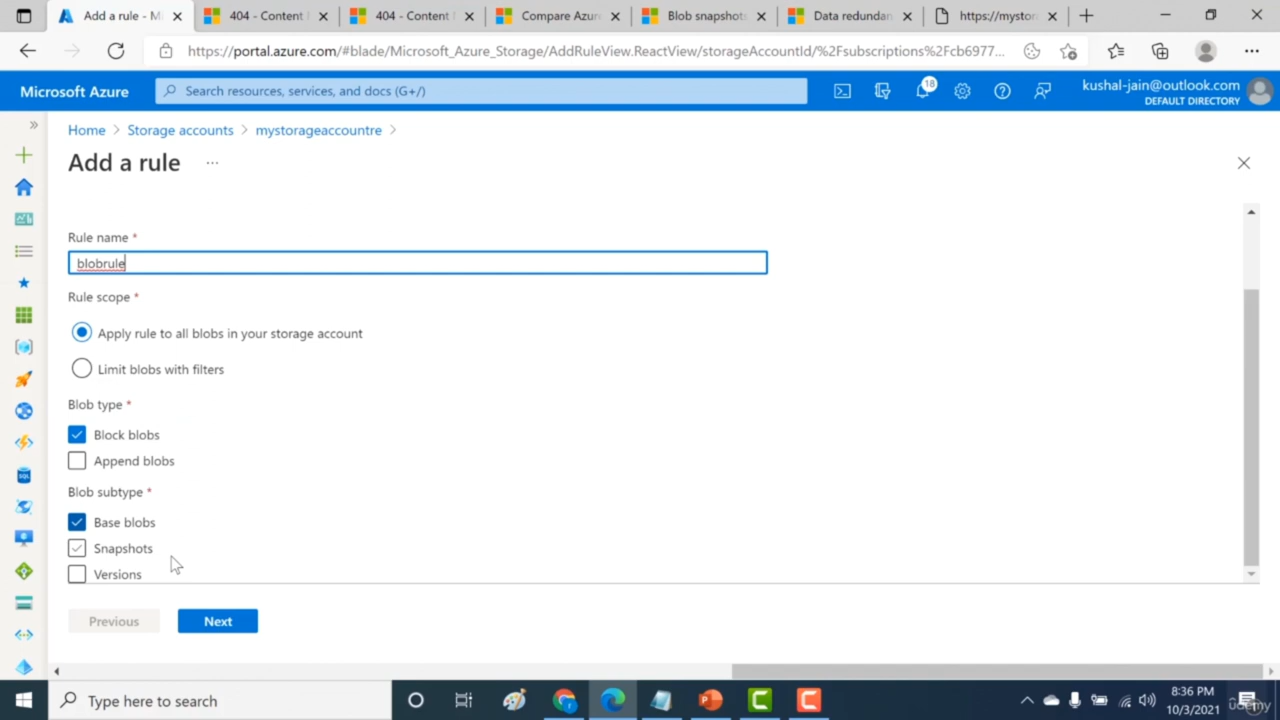 Add a rule - Mi
404 - Content
404 - Content
Compare Azure
Blob snapshots
Data redundan
https://mystora
https://portal.azure.com/#blade/Microsoft_Azure_Storage/AddRuleView.ReactView/storageAccountId/%2Fsubscriptions%2Fcb6977...
Microsoft Azure
Search resources, services, and docs (G+/)
18
kushal-jain@outlook.com
DEFAULT DIRECTORY
Home > Storage accounts > mystorageaccountre >
Add a rule ...
Rule name *
blobrule
Rule scope *
Apply rule to all blobs in your storage account
Limit blobs with filters
Blob type *
Block blobs
Append blobs
Blob subtype *
Base blobs
Snapshots
Versions
Previous
Next
Type here to search
8:36 PM
10/3/2021
udemy